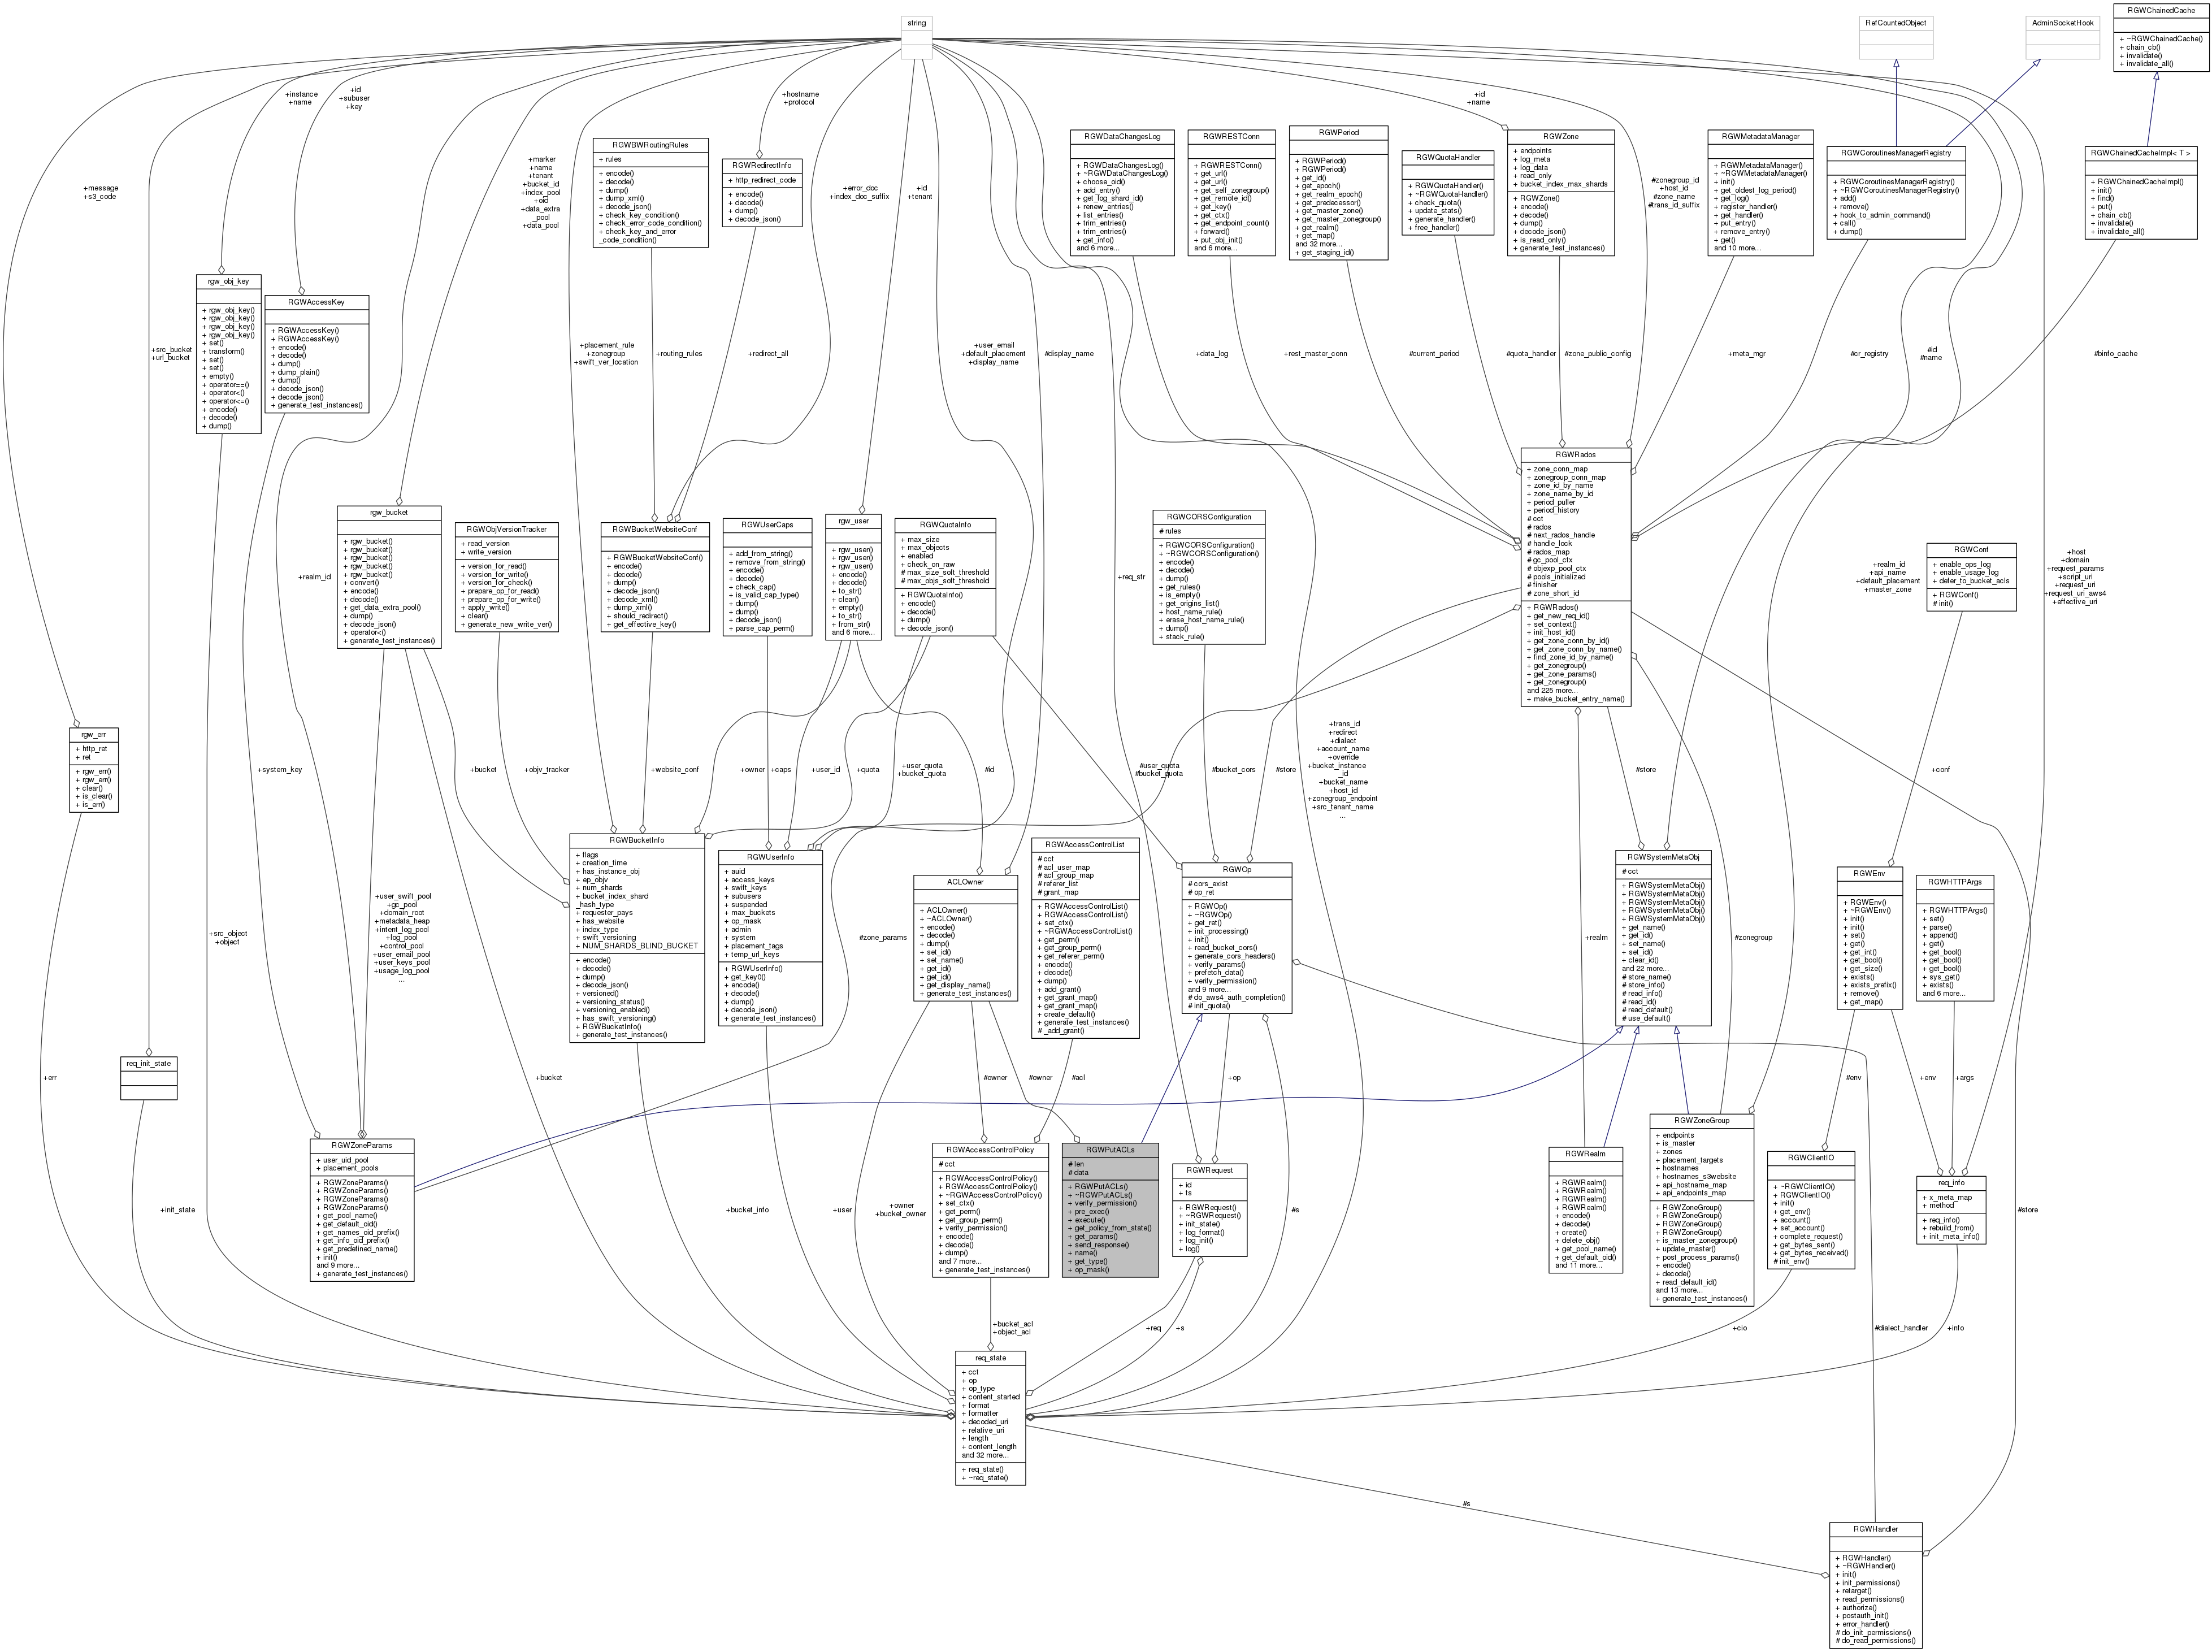 string
RefCountedObject
AdminSocketHook
RGWChainedCache
+ ~RGWChainedCache()
+ chain_cb()
+ invalidate()
+ invalidate_all()
+message
+s3_code
+instance
+name
+id
+subuser
+key
+hostname
+protocol
+id
+name
+marker
+name
+tenant
+bucket_id
+index_pool
+oid
+data_extra
_pool
+data_pool
RGWBWRoutingRules
+ rules
+ encode()
+ decode()
+ dump()
+ dump_xml()
+ decode_json()
+ check_key_condition()
+ check_error_code_condition()
+ check_key_and_error
_code_condition()
RGWRedirectInfo
+ http_redirect_code
+ encode()
+ decode()
+ dump()
+ decode_json()
+error_doc
+index_doc_suffix
+id
+tenant
RGWDataChangesLog
+ RGWDataChangesLog()
+ ~RGWDataChangesLog()
+ choose_oid()
+ add_entry()
+ get_log_shard_id()
+ renew_entries()
+ list_entries()
+ trim_entries()
+ trim_entries()
+ get_info()
and 6 more...
RGWRESTConn
+ RGWRESTConn()
+ get_url()
+ get_url()
+ get_self_zonegroup()
+ get_remote_id()
+ get_key()
+ get_ctx()
+ get_endpoint_count()
+ forward()
+ put_obj_init()
and 6 more...
RGWPeriod
+ RGWPeriod()
+ RGWPeriod()
+ get_id()
+ get_epoch()
+ get_realm_epoch()
+ get_predecessor()
+ get_master_zone()
+ get_master_zonegroup()
+ get_realm()
+ get_map()
and 32 more...
+ get_staging_id()
RGWQuotaHandler
+ RGWQuotaHandler()
+ ~RGWQuotaHandler()
+ check_quota()
+ update_stats()
+ generate_handler()
+ free_handler()
RGWZone
+ endpoints
+ log_meta
+ log_data
+ read_only
+ bucket_index_max_shards
+ RGWZone()
+ encode()
+ decode()
+ dump()
+ decode_json()
+ is_read_only()
+ generate_test_instances()
#zonegroup_id
+host_id
#zone_name
#trans_id_suffix
RGWMetadataManager
+ RGWMetadataManager()
+ ~RGWMetadataManager()
+ init()
+ get_oldest_log_period()
+ get_log()
+ register_handler()
+ get_handler()
+ put_entry()
+ remove_entry()
+ get()
and 10 more...
RGWCoroutinesManagerRegistry
+ RGWCoroutinesManagerRegistry()
+ ~RGWCoroutinesManagerRegistry()
+ add()
+ remove()
+ hook_to_admin_command()
+ call()
+ dump()
RGWChainedCacheImpl< T >
+ RGWChainedCacheImpl()
+ init()
+ find()
+ put()
+ chain_cb()
+ invalidate()
+ invalidate_all()
rgw_obj_key
+ rgw_obj_key()
+ rgw_obj_key()
+ rgw_obj_key()
+ rgw_obj_key()
+ set()
+ transform()
+ set()
+ set()
+ empty()
+ operator==()
+ operator<()
+ operator<=()
+ encode()
+ decode()
+ dump()
RGWAccessKey
+ RGWAccessKey()
+ RGWAccessKey()
+ encode()
+ decode()
+ dump()
+ dump_plain()
+ dump()
+ decode_json()
+ decode_json()
+ generate_test_instances()
+src_bucket
+url_bucket
+placement_rule
+zonegroup
+swift_ver_location
+routing_rules
+redirect_all
+user_email
+default_placement
+display_name
#display_name
+data_log
+rest_master_conn
#current_period
#quota_handler
#zone_public_config
+meta_mgr
#cr_registry
#id
#name
#binfo_cache
RGWRados
+ zone_conn_map
+ zonegroup_conn_map
+ zone_id_by_name
+ zone_name_by_id
+ period_puller
+ period_history
# cct
# rados
# next_rados_handle
# handle_lock
# rados_map
# gc_pool_ctx
# objexp_pool_ctx
# pools_initialized
# finisher
# zone_short_id
+ RGWRados()
+ get_new_req_id()
+ set_context()
+ init_host_id()
+ get_zone_conn_by_id()
+ get_zone_conn_by_name()
+ find_zone_id_by_name()
+ get_zonegroup()
+ get_zone_params()
+ get_zonegroup()
and 225 more...
+ make_bucket_entry_name()
+realm_id
rgw_bucket
+ rgw_bucket()
+ rgw_bucket()
+ rgw_bucket()
+ rgw_bucket()
+ rgw_bucket()
+ convert()
+ encode()
+ decode()
+ get_data_extra_pool()
+ dump()
+ decode_json()
+ operator<()
+ generate_test_instances()
RGWObjVersionTracker
+ read_version
+ write_version
+ version_for_read()
+ version_for_write()
+ version_for_check()
+ prepare_op_for_read()
+ prepare_op_for_write()
+ apply_write()
+ clear()
+ generate_new_write_ver()
RGWBucketWebsiteConf
+ RGWBucketWebsiteConf()
+ encode()
+ decode()
+ dump()
+ decode_json()
+ decode_xml()
+ dump_xml()
+ should_redirect()
+ get_effective_key()
RGWUserCaps
+ add_from_string()
+ remove_from_string()
+ encode()
+ decode()
+ check_cap()
+ is_valid_cap_type()
+ dump()
+ dump()
+ decode_json()
+ parse_cap_perm()
rgw_user
+ rgw_user()
+ rgw_user()
+ rgw_user()
+ encode()
+ decode()
+ to_str()
+ clear()
+ empty()
+ to_str()
+ from_str()
and 6 more...
RGWQuotaInfo
+ max_size
+ max_objects
+ enabled
+ check_on_raw
# max_size_soft_threshold
# max_objs_soft_threshold
+ RGWQuotaInfo()
+ encode()
+ decode()
+ dump()
+ decode_json()
+req_str
RGWCORSConfiguration
# rules
+ RGWCORSConfiguration()
+ ~RGWCORSConfiguration()
+ encode()
+ decode()
+ dump()
+ get_rules()
+ is_empty()
+ get_origins_list()
+ host_name_rule()
+ erase_host_name_rule()
+ dump()
+ stack_rule()
+realm_id
+api_name
+default_placement
+master_zone
RGWConf
+ enable_ops_log
+ enable_usage_log
+ defer_to_bucket_acls
+ RGWConf()
# init()
+host
+domain
+request_params
+script_uri
+request_uri
+request_uri_aws4
+effective_uri
rgw_err
+ http_ret
+ ret
+ rgw_err()
+ rgw_err()
+ clear()
+ is_clear()
+ is_err()
+system_key
+bucket
+objv_tracker
+website_conf
+owner
+caps
+user_id
+quota
+user_quota
+bucket_quota
#id
#user_quota
#bucket_quota
#bucket_cors
#store
+trans_id
+redirect
+dialect
+account_name
+override
+bucket_instance
_id
+bucket_name
+host_id
+zonegroup_endpoint
+src_tenant_name
...
#store
+conf
+user_swift_pool
+gc_pool
+domain_root
+metadata_heap
+intent_log_pool
+log_pool
+control_pool
+user_email_pool
+user_keys_pool
+usage_log_pool
...
+src_object
+object
RGWBucketInfo
+ flags
+ creation_time
+ has_instance_obj
+ ep_objv
+ num_shards
+ bucket_index_shard
_hash_type
+ requester_pays
+ has_website
+ index_type
+ swift_versioning
+ NUM_SHARDS_BLIND_BUCKET
+ encode()
+ decode()
+ dump()
+ decode_json()
+ versioned()
+ versioning_status()
+ versioning_enabled()
+ has_swift_versioning()
+ RGWBucketInfo()
+ generate_test_instances()
RGWUserInfo
+ auid
+ access_keys
+ swift_keys
+ subusers
+ suspended
+ max_buckets
+ op_mask
+ admin
+ system
+ placement_tags
+ temp_url_keys
+ RGWUserInfo()
+ get_key0()
+ encode()
+ decode()
+ dump()
+ decode_json()
+ generate_test_instances()
#zone_params
ACLOwner
+ ACLOwner()
+ ~ACLOwner()
+ encode()
+ decode()
+ dump()
+ set_id()
+ set_name()
+ get_id()
+ get_id()
+ get_display_name()
+ generate_test_instances()
RGWAccessControlList
# cct
# acl_user_map
# acl_group_map
# referer_list
# grant_map
+ RGWAccessControlList()
+ RGWAccessControlList()
+ set_ctx()
+ ~RGWAccessControlList()
+ get_perm()
+ get_group_perm()
+ get_referer_perm()
+ encode()
+ decode()
+ dump()
+ add_grant()
+ get_grant_map()
+ get_grant_map()
+ create_default()
+ generate_test_instances()
# _add_grant()
RGWOp
# cors_exist
# op_ret
+ RGWOp()
+ ~RGWOp()
+ get_ret()
+ init_processing()
+ init()
+ read_bucket_cors()
+ generate_cors_headers()
+ verify_params()
+ prefetch_data()
+ verify_permission()
and 9 more...
# do_aws4_auth_completion()
# init_quota()
+realm
#zonegroup
RGWSystemMetaObj
# cct
+ RGWSystemMetaObj()
+ RGWSystemMetaObj()
+ RGWSystemMetaObj()
+ RGWSystemMetaObj()
+ RGWSystemMetaObj()
+ get_name()
+ get_id()
+ set_name()
+ set_id()
+ clear_id()
and 22 more...
# store_name()
# store_info()
# read_info()
# read_id()
# read_default()
# use_default()
RGWEnv
+ RGWEnv()
+ ~RGWEnv()
+ init()
+ init()
+ set()
+ get()
+ get_int()
+ get_bool()
+ get_size()
+ exists()
+ exists_prefix()
+ remove()
+ get_map()
RGWHTTPArgs
+ RGWHTTPArgs()
+ set()
+ parse()
+ append()
+ get()
+ get_bool()
+ get_bool()
+ get_bool()
+ sys_get()
+ exists()
and 6 more...
req_init_state
+err
+bucket
#owner
#owner
#acl
+op
#env
+env
+args
RGWZoneParams
+ user_uid_pool
+ placement_pools
+ RGWZoneParams()
+ RGWZoneParams()
+ RGWZoneParams()
+ RGWZoneParams()
+ get_pool_name()
+ get_default_oid()
+ get_names_oid_prefix()
+ get_info_oid_prefix()
+ get_predefined_name()
+ init()
and 9 more...
+ generate_test_instances()
+init_state
+bucket_info
+user
+owner
+bucket_owner
RGWAccessControlPolicy
# cct
+ RGWAccessControlPolicy()
+ RGWAccessControlPolicy()
+ ~RGWAccessControlPolicy()
+ set_ctx()
+ get_perm()
+ get_group_perm()
+ verify_permission()
+ encode()
+ decode()
+ dump()
and 7 more...
+ generate_test_instances()
RGWPutACLs
# len
# data
+ RGWPutACLs()
+ ~RGWPutACLs()
+ verify_permission()
+ pre_exec()
+ execute()
+ get_policy_from_state()
+ get_params()
+ send_response()
+ name()
+ get_type()
+ op_mask()
RGWRequest
+ id
+ ts
+ RGWRequest()
+ ~RGWRequest()
+ init_state()
+ log_format()
+ log_init()
+ log()
#s
RGWRealm
+ RGWRealm()
+ RGWRealm()
+ RGWRealm()
+ RGWRealm()
+ encode()
+ decode()
+ create()
+ delete_obj()
+ get_pool_name()
+ get_default_oid()
and 11 more...
RGWZoneGroup
+ endpoints
+ is_master
+ zones
+ placement_targets
+ hostnames
+ hostnames_s3website
+ api_hostname_map
+ api_endpoints_map
+ RGWZoneGroup()
+ RGWZoneGroup()
+ RGWZoneGroup()
+ RGWZoneGroup()
+ is_master_zonegroup()
+ update_master()
+ post_process_params()
+ encode()
+ decode()
+ read_default_id()
and 13 more...
+ generate_test_instances()
RGWClientIO
+ ~RGWClientIO()
+ RGWClientIO()
+ init()
+ get_env()
+ account()
+ set_account()
+ complete_request()
+ get_bytes_sent()
+ get_bytes_received()
# init_env()
req_info
+ x_meta_map
+ method
+ req_info()
+ rebuild_from()
+ init_meta_info()
#store
+bucket_acl
+object_acl
+req
+s
+cio
#dialect_handler
+info
req_state
+ cct
+ op
+ op_type
+ content_started
+ format
+ formatter
+ decoded_uri
+ relative_uri
+ length
+ content_length
and 32 more...
+ req_state()
+ ~req_state()
#s
RGWHandler
+ RGWHandler()
+ ~RGWHandler()
+ init()
+ init_permissions()
+ retarget()
+ read_permissions()
+ authorize()
+ postauth_init()
+ error_handler()
# do_init_permissions()
# do_read_permissions()